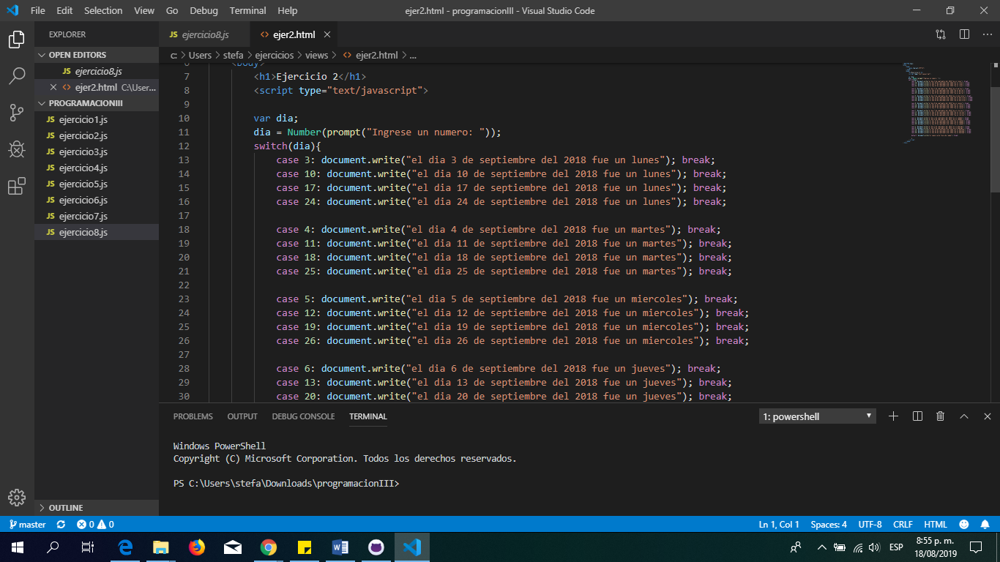 File Edit Selection View Go Debug Terminal Help
ejer2.html - programacionIII - Visual Studio Code
EXPLORER
OPEN EDITORS
JS ejercicio8.js
ejer2.html C:\User...
PROGRAMACIONIII
JS ejercicio1.js
JS ejercicio2.js
JS ejercicio3.js
JS ejercicio4.js
JS ejercicio5.js
JS ejercicio6.js
JS ejercicio7.js
JS ejercicio8.js
OUTLINE
JS ejercicio8.js
ejer2.html
C: > Users > stefa > ejercicios > views > ejer2.html > ...
6 <body>
7 <h1>Ejercicio 2</h1>
8 <script type="text/javascript">
9
10 var dia;
11 dia = Number(prompt("Ingrese un numero: "));
12 switch(dia){
13 case 3: document.write("el dia 3 de septiembre del 2018 fue un lunes"); break;
14 case 10: document.write("el dia 10 de septiembre del 2018 fue un lunes"); break;
15 case 17: document.write("el dia 17 de septiembre del 2018 fue un lunes"); break;
16 case 24: document.write("el dia 24 de septiembre del 2018 fue un lunes"); break;
17
18 case 4: document.write("el dia 4 de septiembre del 2018 fue un martes"); break;
19 case 11: document.write("el dia 11 de septiembre del 2018 fue un martes"); break;
20 case 18: document.write("el dia 18 de septiembre del 2018 fue un martes"); break;
21 case 25: document.write("el dia 25 de septiembre del 2018 fue un martes"); break;
22
23 case 5: document.write("el dia 5 de septiembre del 2018 fue un miercoles"); break;
24 case 12: document.write("el dia 12 de septiembre del 2018 fue un miercoles"); break;
25 case 19: document.write("el dia 19 de septiembre del 2018 fue un miercoles"); break;
26 case 26: document.write("el dia 26 de septiembre del 2018 fue un miercoles"); break;
27
28 case 6: document.write("el dia 6 de septiembre del 2018 fue un jueves"); break;
29 case 13: document.write("el dia 13 de septiembre del 2018 fue un jueves"); break;
30 case 20: document.write("el dia 20 de septiembre del 2018 fue un jueves"); break;
PROBLEMS OUTPUT DEBUG CONSOLE TERMINAL
1: powershell
Windows PowerShell
Copyright (C) Microsoft Corporation. Todos los derechos reservados.
PS C:\Users\stefa\Downloads\programacionIII>
master 0 0
Ln 1, Col 1 Spaces: 4 UTF-8 CRLF HTML
ESP
8:55 p. m.
18/08/2019